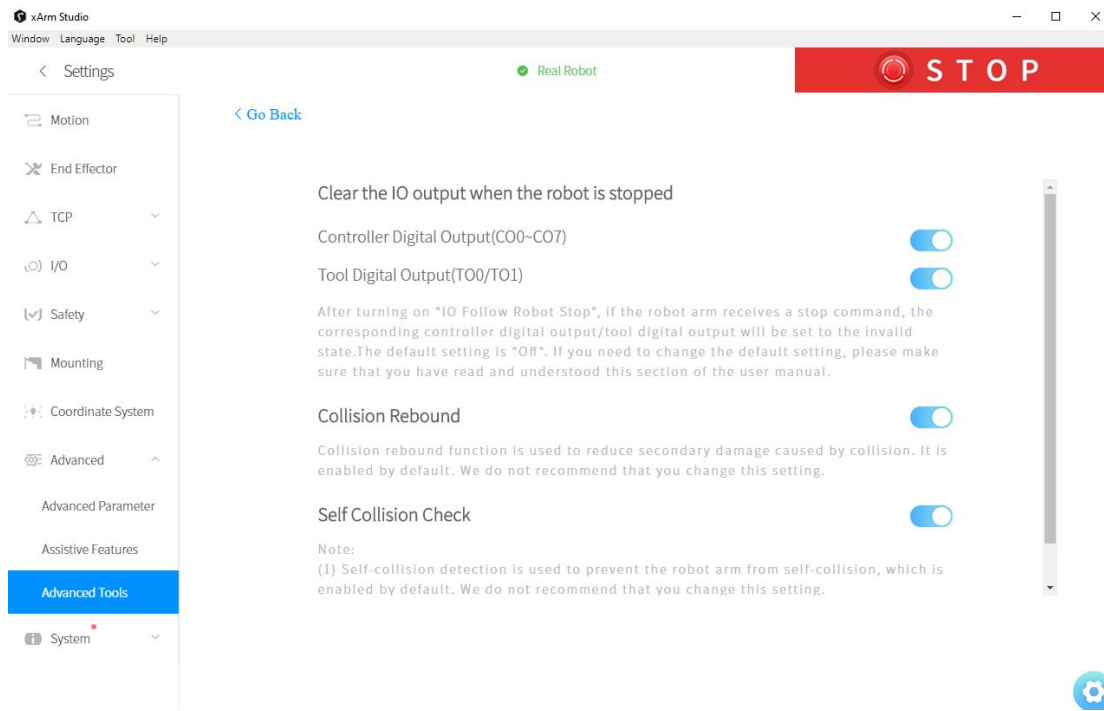 xArm Studio
Window Language Tool Help
Settings
Real Robot
STOP
Motion
End Effector
TCP
I/O
Safety
Mounting
Coordinate System
Advanced
Advanced Parameter
Assistive Features
Advanced Tools
System
Go Back
Clear the IO output when the robot is stopped
Controller Digital Output(CO0~CO7)
Tool Digital Output(TO0/TO1)
After turning on "IO Follow Robot Stop", if the robot arm receives a stop command, the
corresponding controller digital output/tool digital output will be set to the invalid
state.The default setting is "Off". If you need to change the default setting, please make
sure that you have read and understood this section of the user manual.
Collision Rebound
Collision rebound function is used to reduce secondary damage caused by collision. It is
enabled by default. We do not recommend that you change this setting.
Self Collision Check
Note:
(1) Self-collision detection is used to prevent the robot arm from self-collision, which is
enabled by default. We do not recommend that you change this setting.